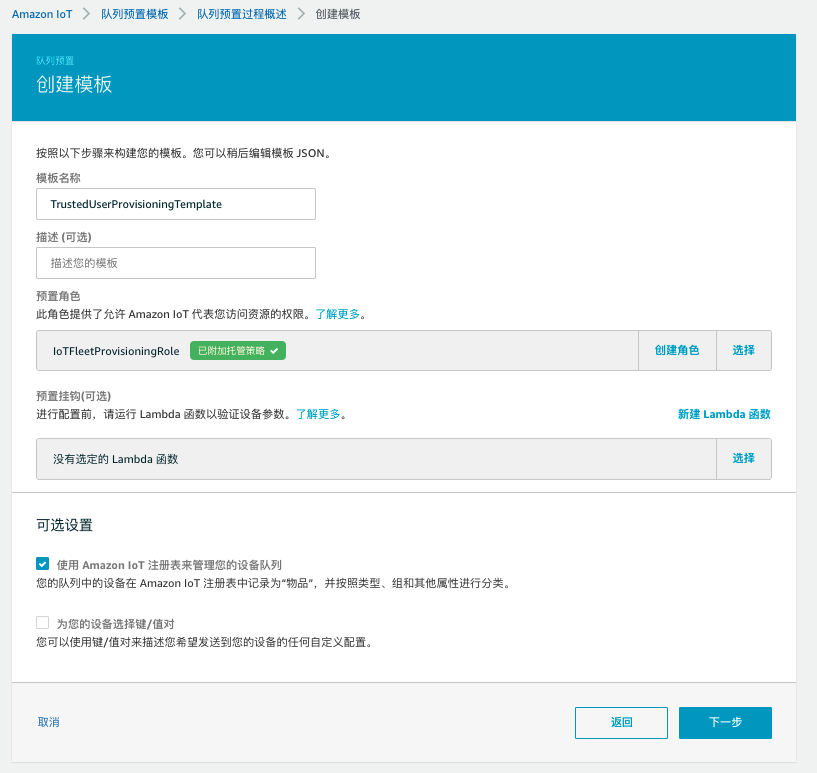 Amazon IoT > 队列预置模板 > 队列预置过程概述 > 创建模板
队列预置
创建模板
按照以下步骤来构建您的模板。您可以稍后编辑模板 JSON。
模板名称
TrustedUserProvisioningTemplate
描述 (可选)
描述您的模板
预置角色
此角色提供了允许 Amazon IoT 代表您访问资源的权限。了解更多。
IoTFleetProvisioningRole 已附加托管策略 ✓ 创建角色 选择
预置挂钩(可选)
进行配置前，请运行 Lambda 函数以验证设备参数。了解更多。 新建 Lambda 函数
没有选定的 Lambda 函数 选择
可选设置
使用 Amazon IoT 注册表来管理您的设备队列
您的队列中的设备在 Amazon IoT 注册表中记录为“物品”，并按照类型、组和其他属性进行分类。
为您的设备选择键/值对
您可以使用键/值对来描述您希望发送到您的设备的任何自定义配置。
取消 返回 下一步